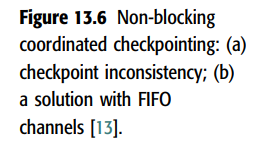 Figure 13.6 Non-blocking
coordinated checkpointing: (a)
checkpoint inconsistency; (b)
a solution with FIFO
channels [13].